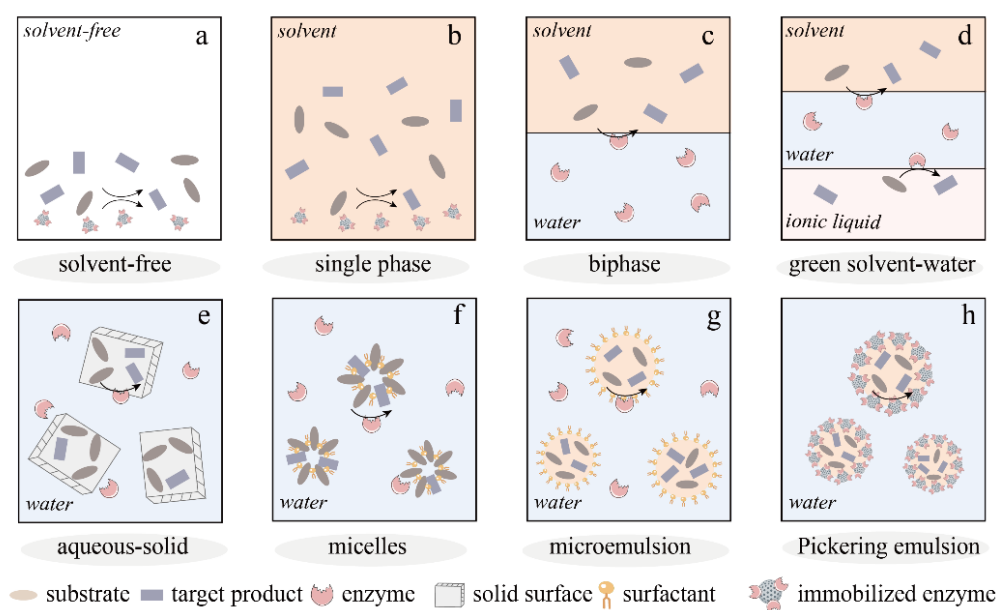 solvent-free a
solvent b
solvent c
water
solvent d
water
ionic liquid
solvent-free
single phase
biphase
green solvent-water
e
water
f
water
g
water
h
water
aqueous-solid
micelles
microemulsion
Pickering emulsion
substrate target product enzyme solid surface surfactant immobilized enzyme